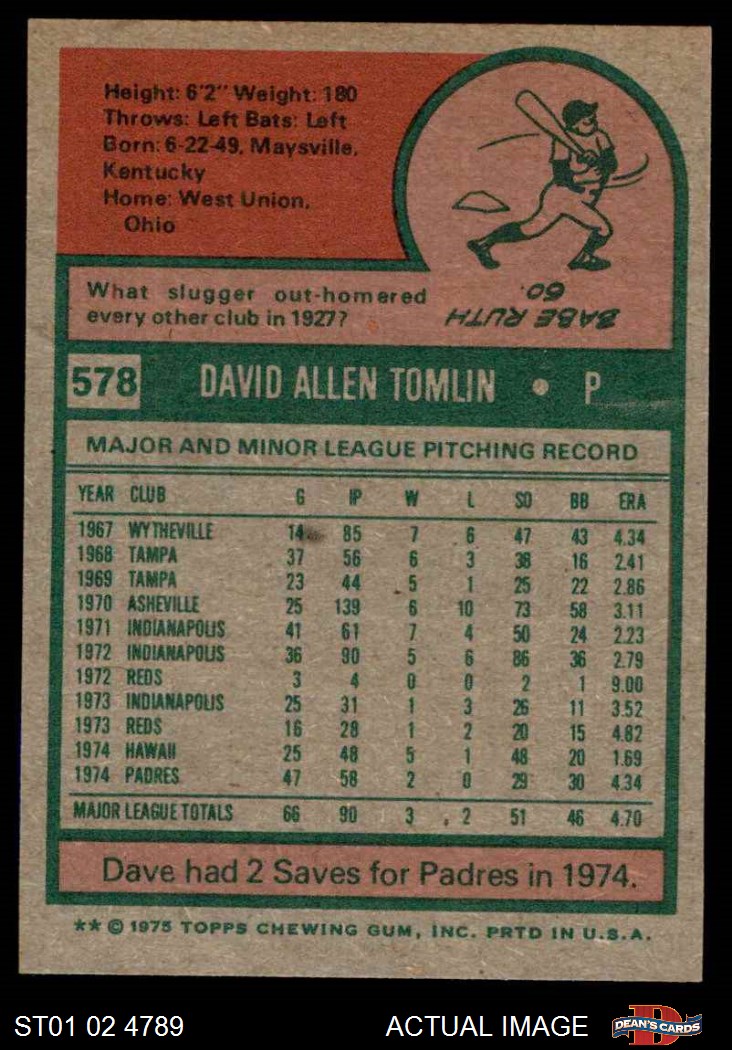 Height: 6'2" Weight: 180
Throws: Left Bats: Left
Born: 6-22-49, Maysville,
Kentucky
Home: West Union,
Ohio
What slugger out-homered
every other club in 1927?
BABE RUTH
60.
578 DAVID ALLEN TOMLIN • P
MAJOR AND MINOR LEAGUE PITCHING RECORD
YEAR CLUB G IP W L SO BB ERA
1967 WYTHEVILLE 14 85 7 6 47 43 4.34
1968 TAMPA 37 56 6 3 38 16 2.41
1969 TAMPA 23 44 5 1 25 22 2.86
1970 ASHEVILLE 25 139 6 10 73 58 3.11
1971 INDIANAPOLIS 41 61 7 4 50 24 2.23
1972 INDIANAPOLIS 36 90 5 6 86 36 2.79
1972 REDS 3 4 0 0 2 1 9.00
1973 INDIANAPOLIS 25 31 1 3 26 11 3.52
1973 REDS 16 28 1 2 20 15 4.82
1974 HAWAII 25 48 5 1 48 20 1.69
1974 PADRES 47 58 2 0 29 30 4.34
MAJOR LEAGUE TOTALS 66 90 3 2 51 46 4.70
Dave had 2 Saves for Padres in 1974.
** © 1975 TOPPS CHEWING GUM, INC. PRTD IN U.S.A.
ST01 02 4789 ACTUAL IMAGE D DEAN'S CARDS